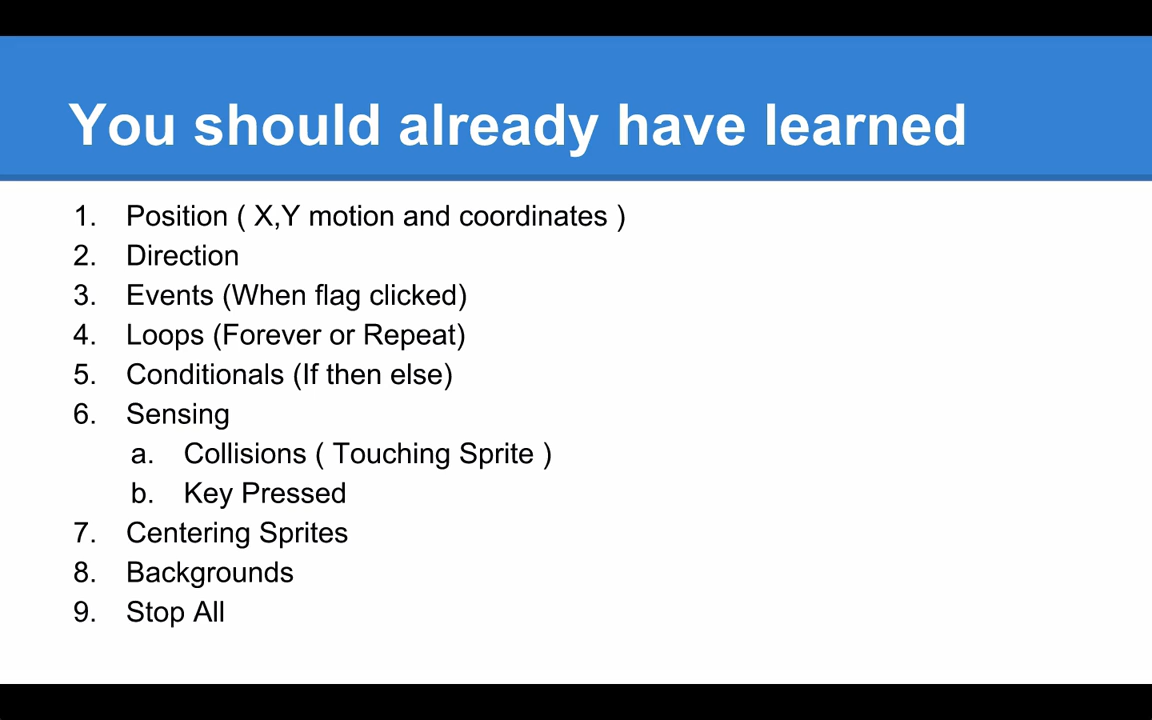 You should already have learned
1. Position ( X,Y motion and coordinates )
2. Direction
3. Events (When flag clicked)
4. Loops (Forever or Repeat)
5. Conditionals (If then else)
6. Sensing
a. Collisions ( Touching Sprite )
b. Key Pressed
7. Centering Sprites
8. Backgrounds
9. Stop All